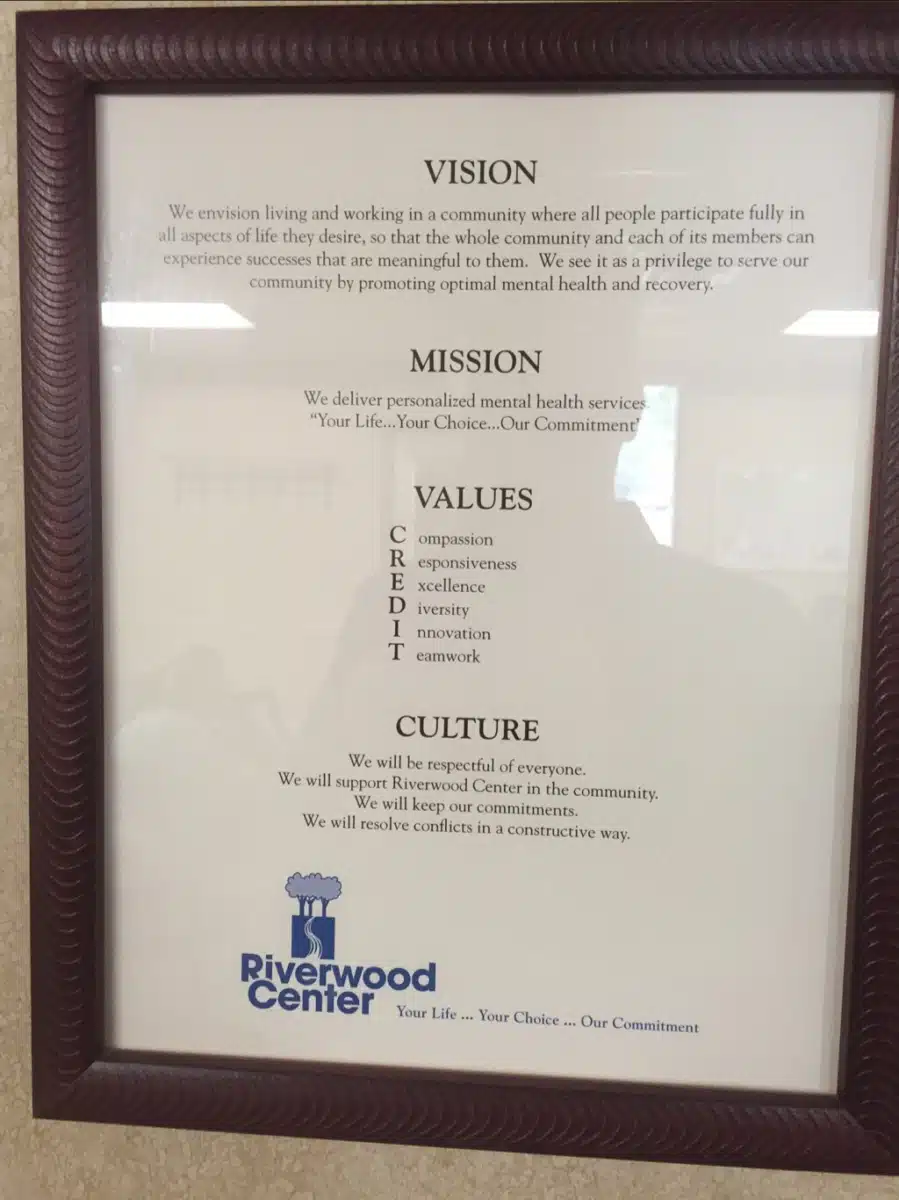 VISION
We envision living and working in a community where all people participate fully in
all aspects of life they desire, so that the whole community and each of its members can
experience successes that are meaningful to them. We see it as a privilege to serve our
community by promoting optimal mental health and recovery.
MISSION
We deliver personalized mental health services.
“Your Life...Your Choice...Our Commitment”
VALUES
C ompassion
R esponsiveness
E xcellence
D iversity
I nnovation
T eamwork
CULTURE
We will be respectful of everyone.
We will support Riverwood Center in the community.
We will keep our commitments.
We will resolve conflicts in a constructive way.
Riverwood
Center
Your Life ... Your Choice ... Our Commitment